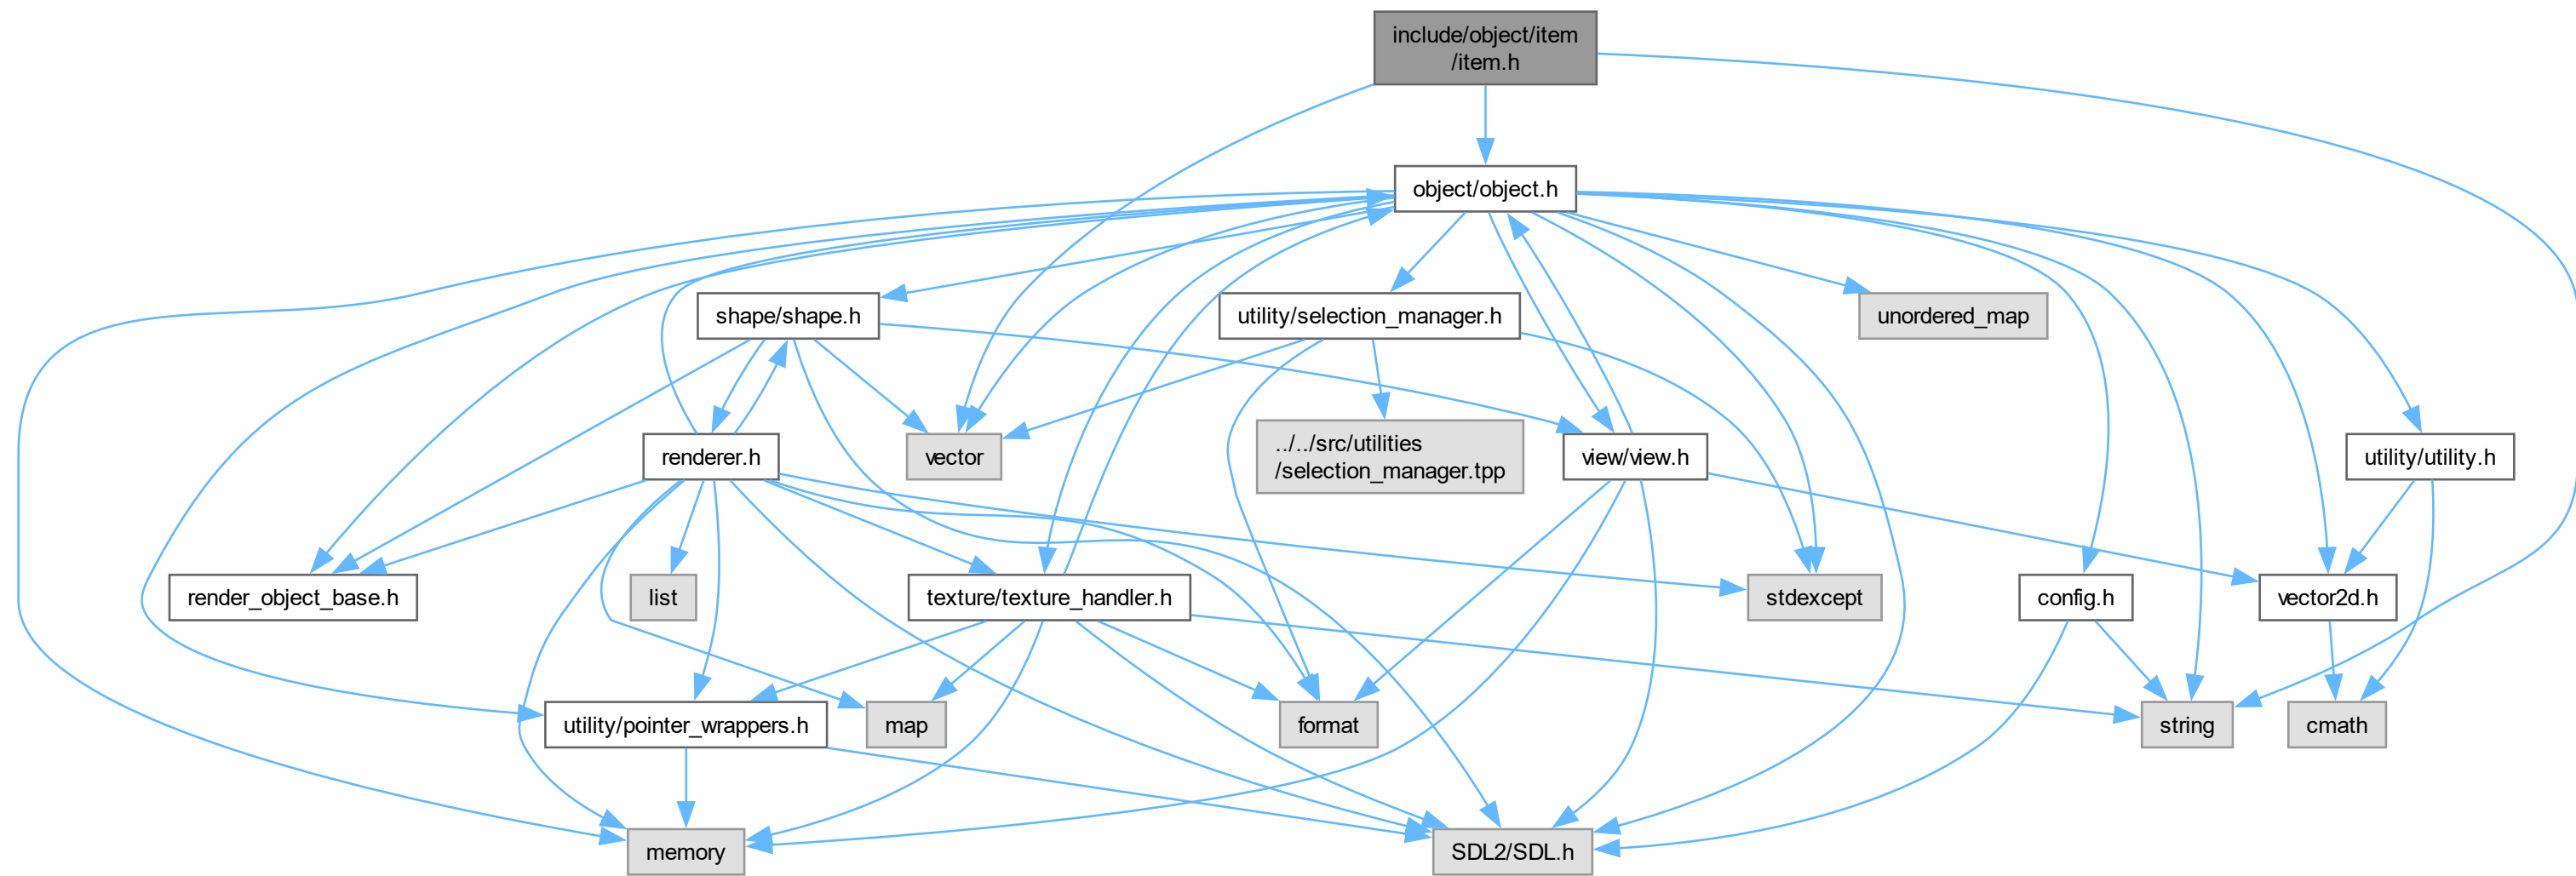 include/object/item
/item.h
object/object.h
shape/shape.h
utility/selection_manager.h
unordered_map
renderer.h
vector
../../src/utilities
/selection_manager.tpp
view/view.h
utility/utility.h
render_object_base.h
list
texture/texture_handler.h
stdexcept
config.h
vector2d.h
utility/pointer_wrappers.h
map
format
string
cmath
memory
SDL2/SDL.h